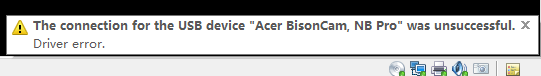 The connection for the USB device "Acer BisonCam, NB Pro" was unsuccessful.
Driver error.